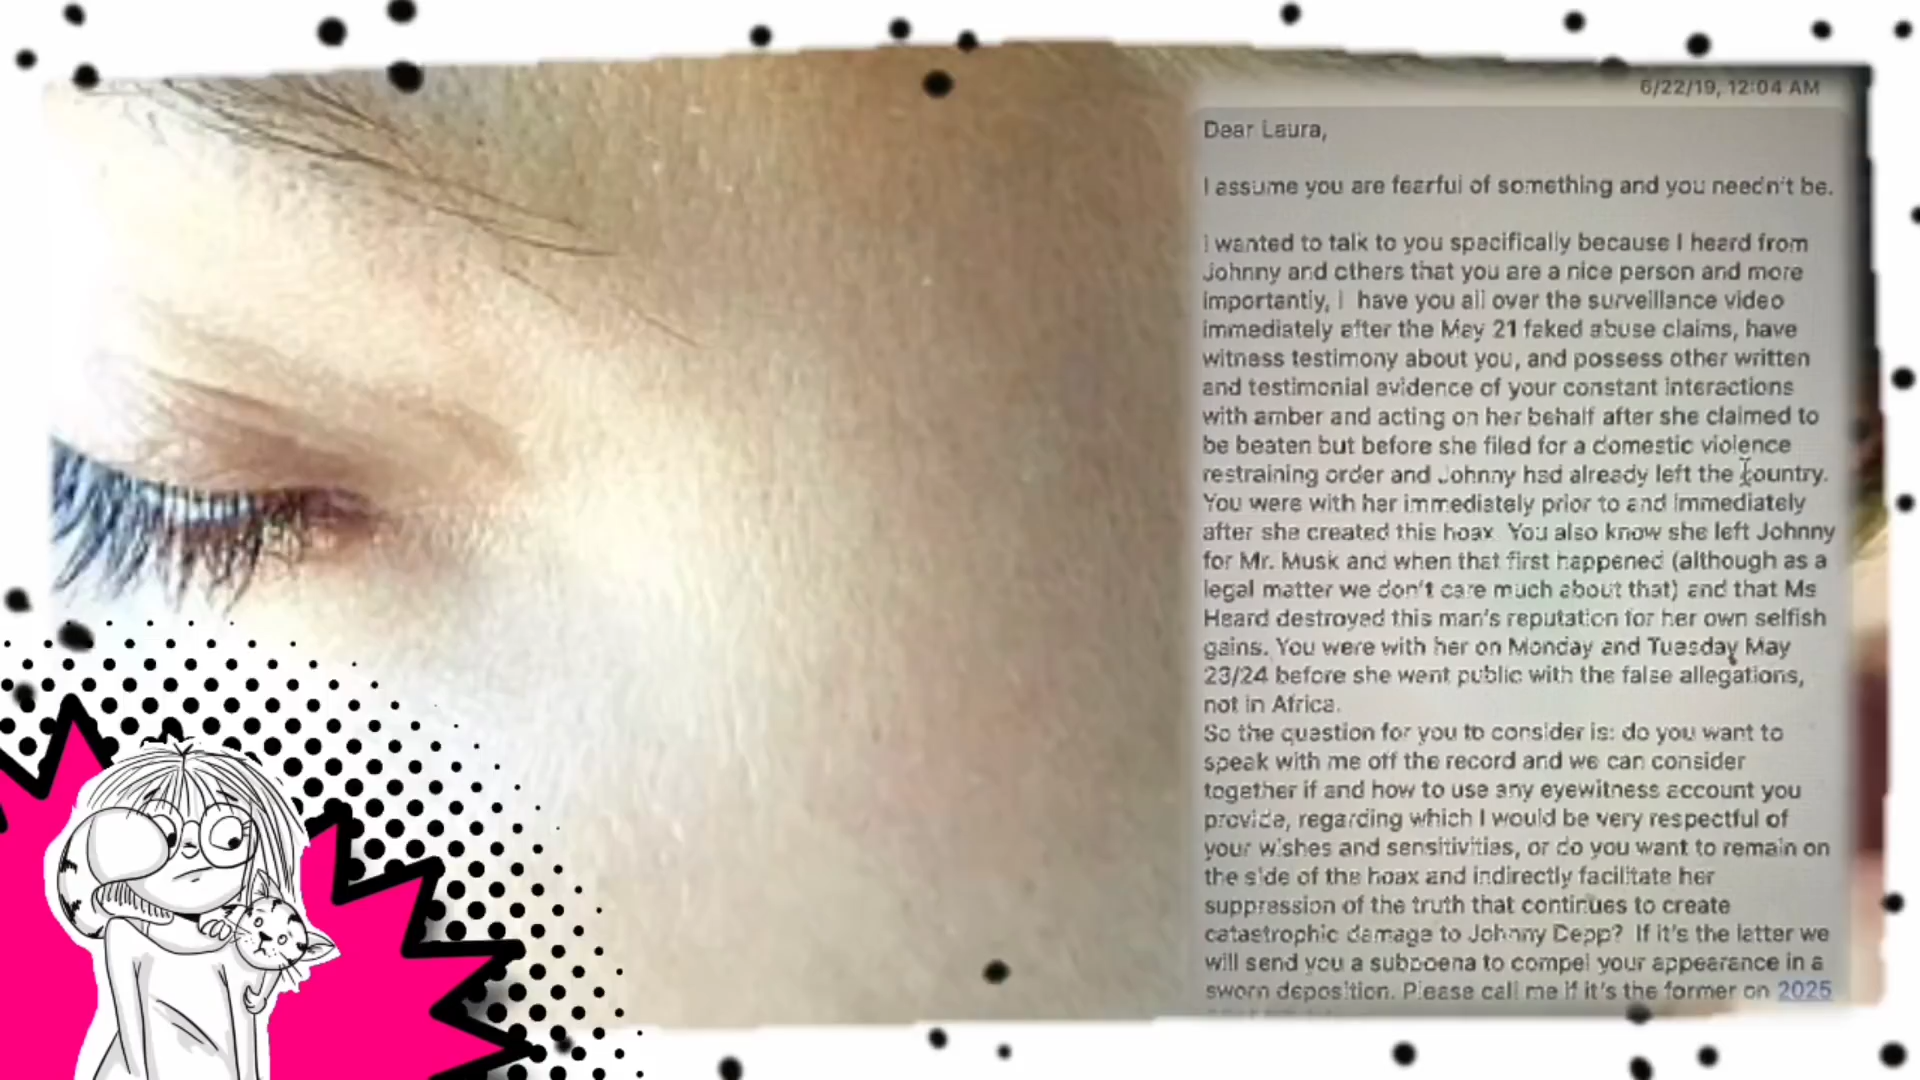 6/22/19, 12:04 AM
Dear Laura,
I assume you are fearful of something and you needn't be.
I wanted to talk to you specifically because I heard from
Johnny and others that you are a nice person and more
importantly, I have you all over the surveillance video
immediately after the May 21 faked abuse claims, have
witness testimony about you, and possess other written
and testimonial evidence of your constant interactions
with amber and acting on her behalf after she claimed to
be beaten but before she filed for a domestic violence
restraining order and Johnny had already left the country.
You were with her immediately prior to and immediately
after she created this hoax. You also know she left Johnny
for Mr. Musk and when that first happened (although as a
legal matter we don't care much about that) and that Ms
Heard destroyed this man's reputation for her own selfish
gains. You were with her on Monday and Tuesday May
23/24 before she went public with the false allegations,
not in Africa.
So the question for you to consider is: do you want to
speak with me off the record and we can consider
together if and how to use any eyewitness account you
provide, regarding which I would be very respectful of
your wishes and sensitivities, or do you want to remain on
the side of the hoax and indirectly facilitate her
suppression of the truth that continues to create
catastrophic damage to Johnny Depp? If it's the latter we
will send you a subpoena to compel your appearance in a
sworn deposition. Please call me if it's the former on 2025